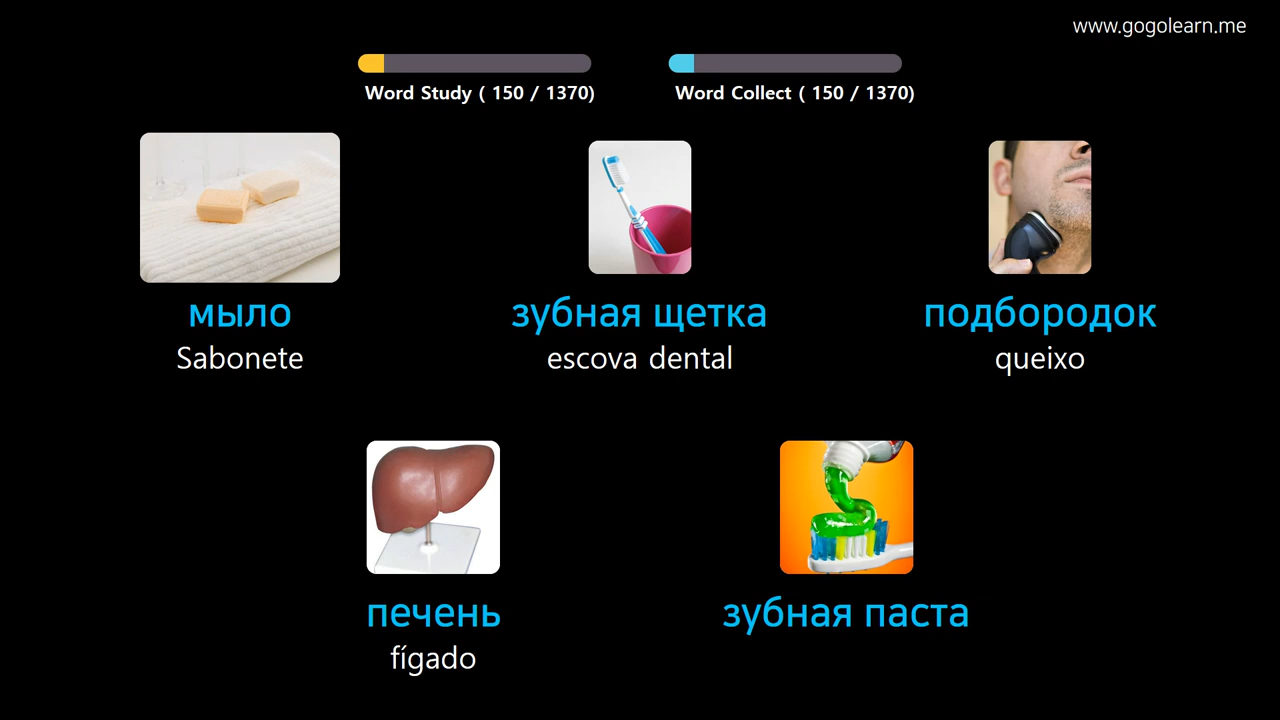 www.gogolearn.me
Word Study ( 150 / 1370)
Word Collect ( 150 / 1370)
мыло
Sabonete
зубная щетка
escova dental
подбородок
queixo
печень
fígado
зубная паста